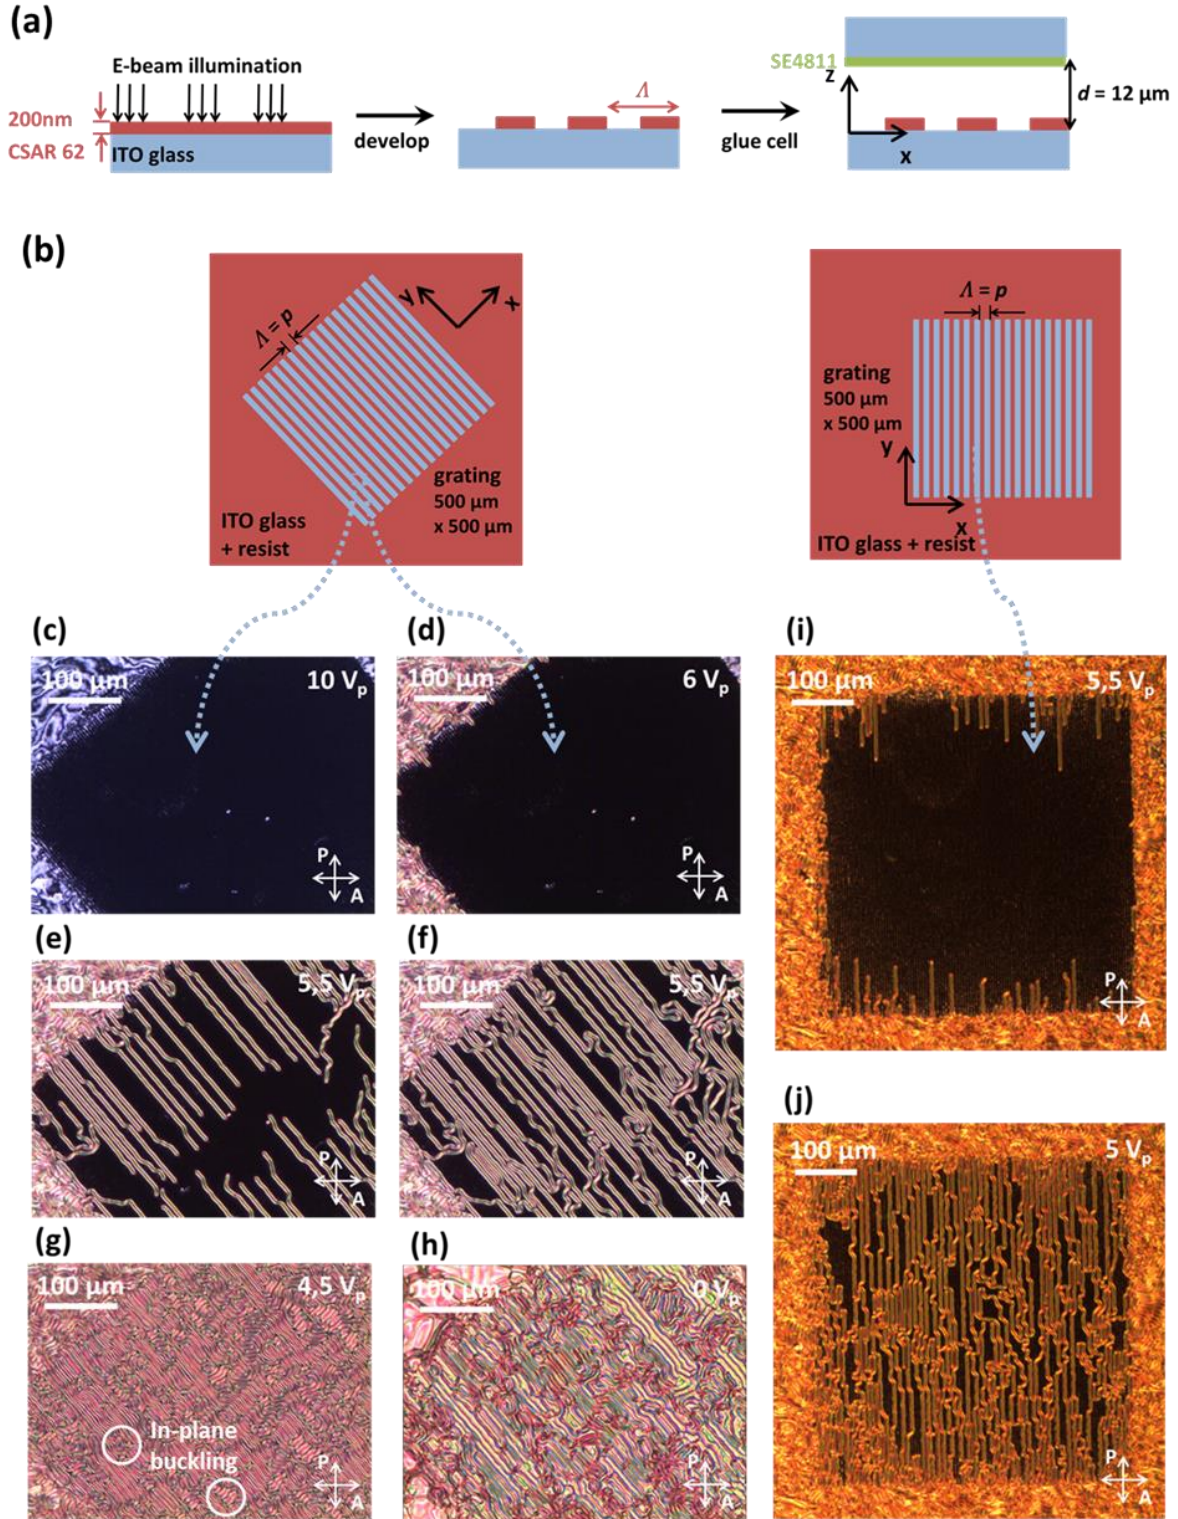 (a)
E-beam illumination
200nm
CSAR 62
ITO glass
develop
Λ
glue cell
SE4811
z
x
d = 12 µm
(b)
Λ = p
y
x
grating
500 µm
x 500 µm
ITO glass
+ resist
Λ = p
grating
500 µm
x 500 µm
y
x
ITO glass + resist
(c)
100 µm
10 Vp
P
A
(d)
100 µm
6 Vp
P
A
(i)
100 µm
5,5 Vp
P
A
(e)
100 µm
5,5 Vp
P
A
(f)
100 µm
5,5 Vp
P
A
(j)
100 µm
5 Vp
P
A
(g)
100 µm
4,5 Vp
In-plane
buckling
P
A
(h)
100 µm
0 Vp
P
A